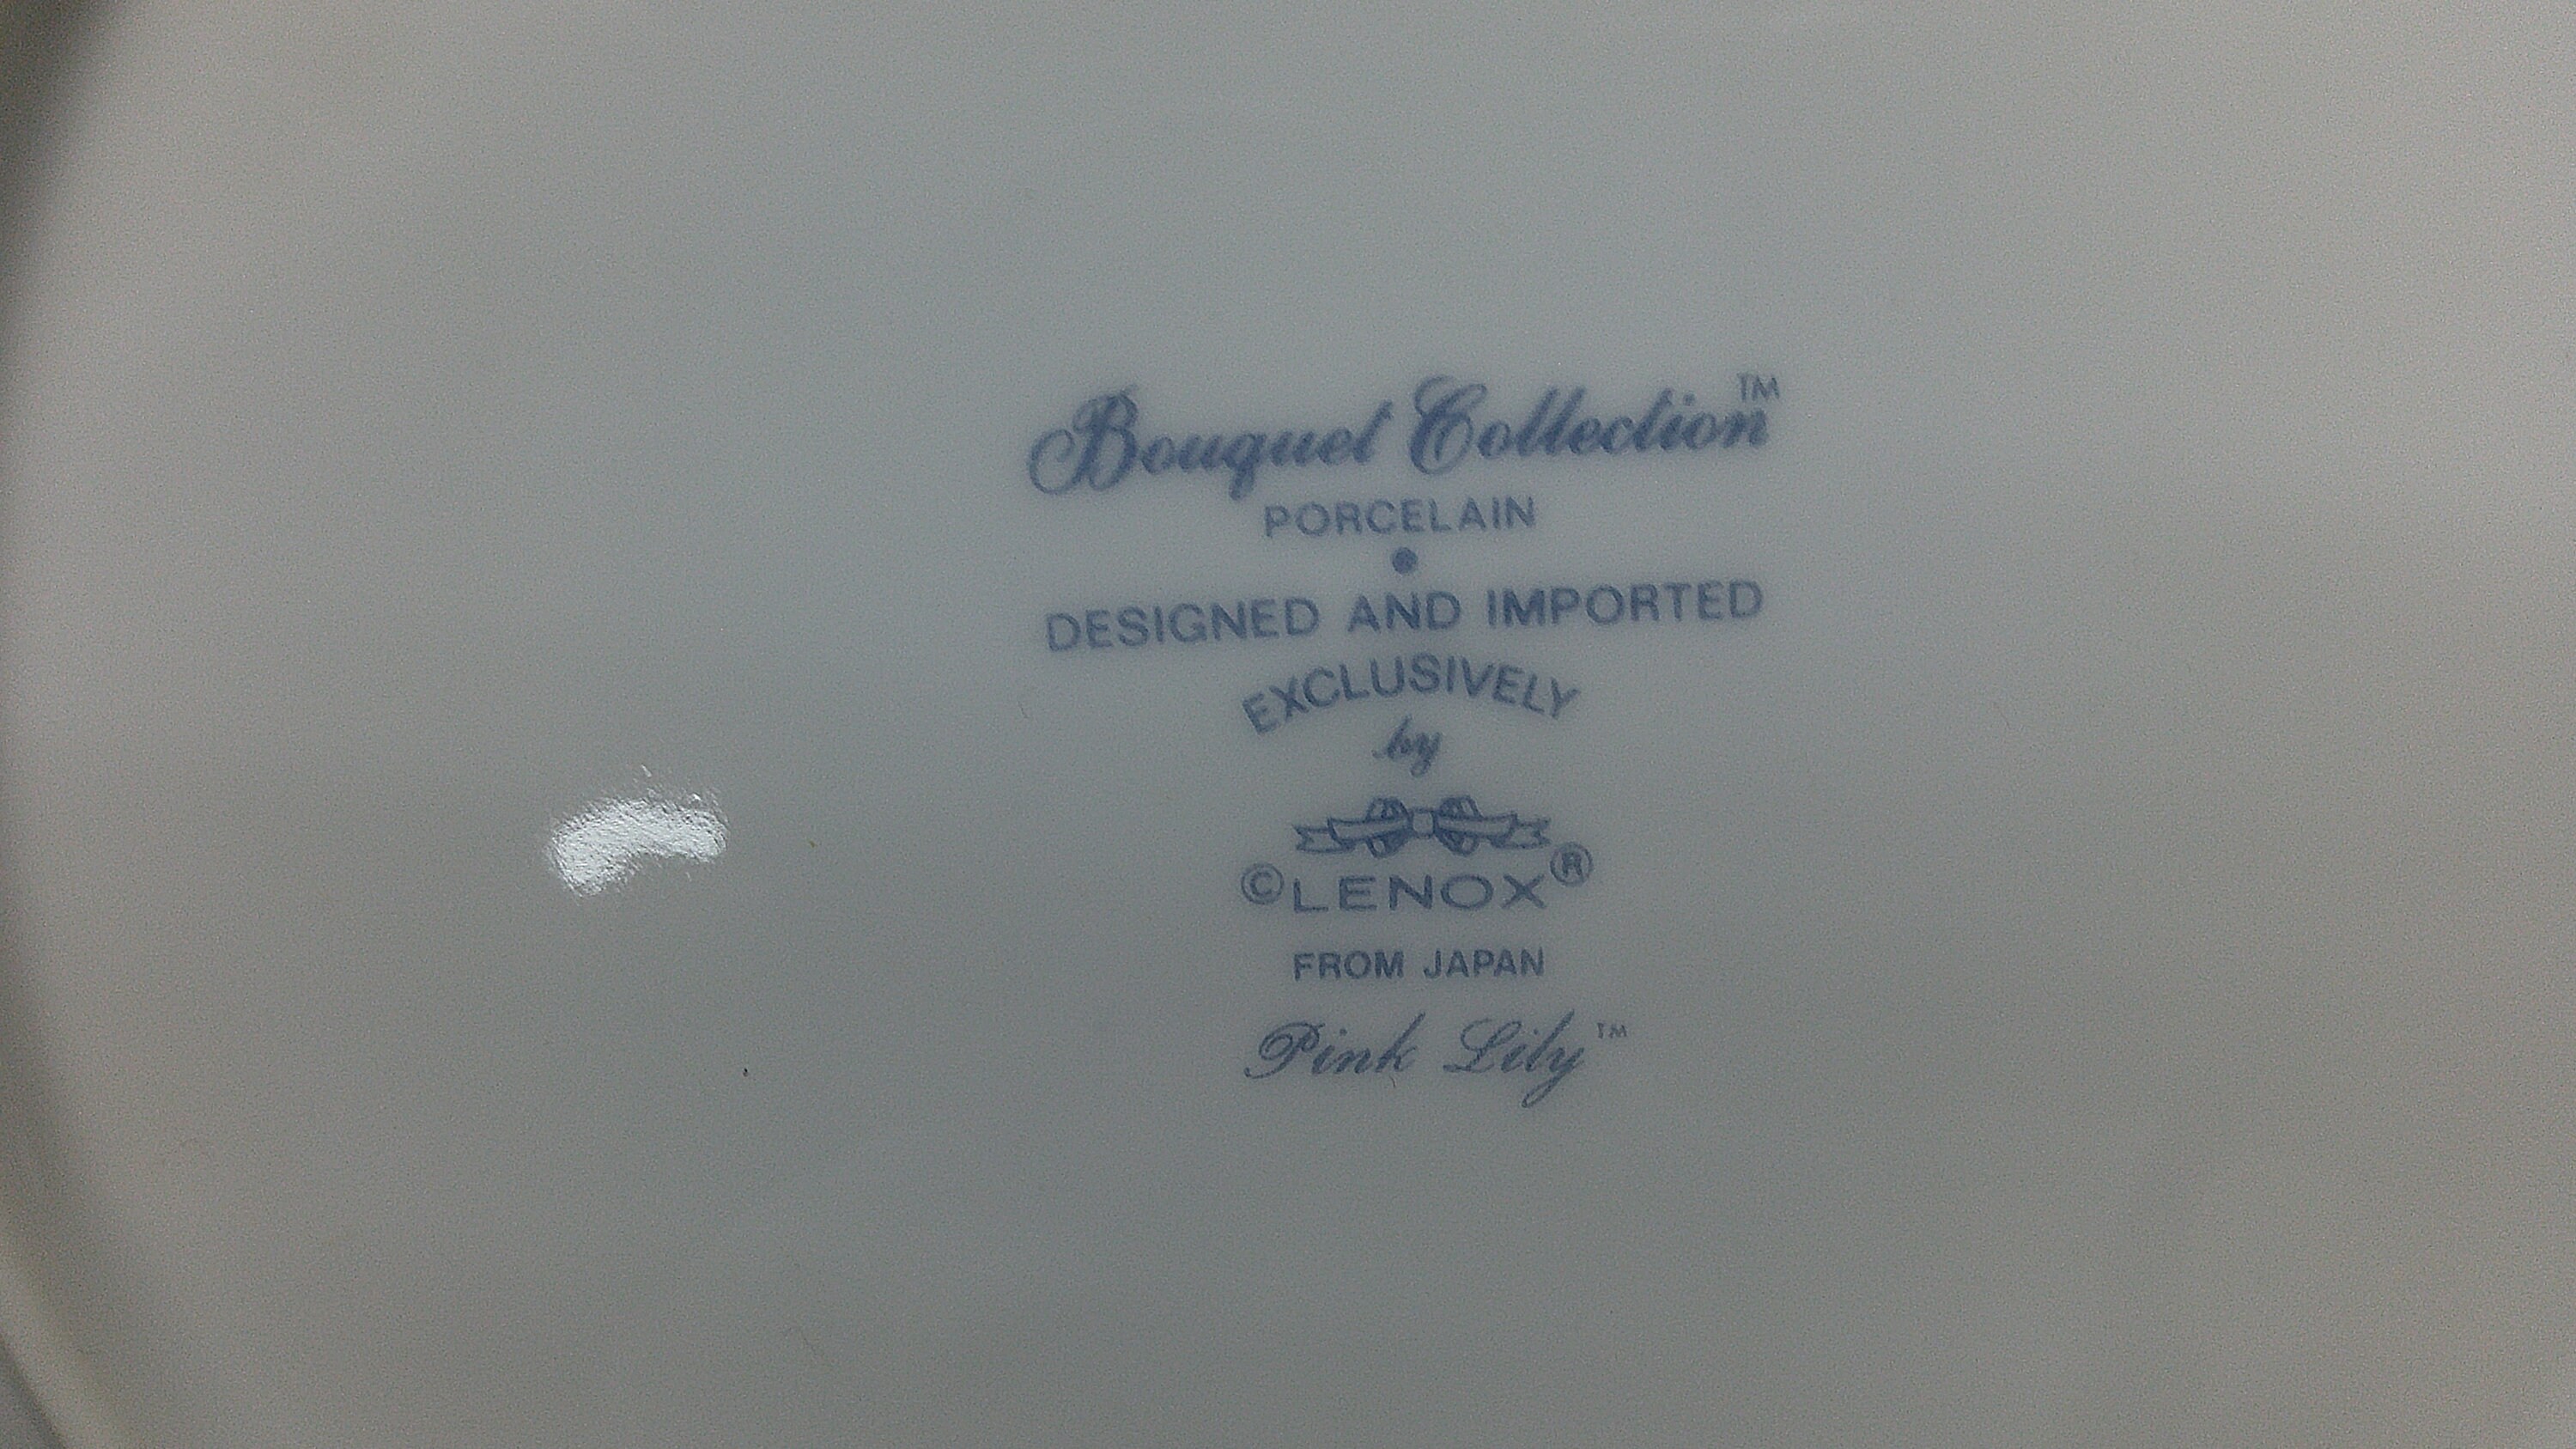 Bouquet Collection™
PORCELAIN
•
DESIGNED AND IMPORTED
EXCLUSIVELY
by
©LENOX®
FROM JAPAN
Pink Lily™